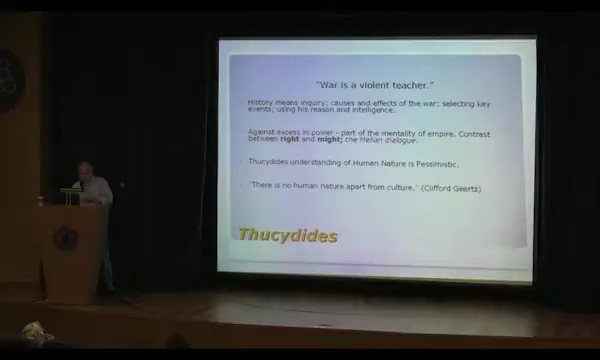 "War is a violent teacher."
History means inquiry; causes and effects of the war; selecting key
events; using his reason and intelligence.
Against excess in power - part of the mentality of empire. Contrast
between right and might; the Melian dialogue.
Thucydides understanding of Human Nature is Pessimistic.
"There is no human nature apart from culture." (Clifford Geertz)
Thucydides